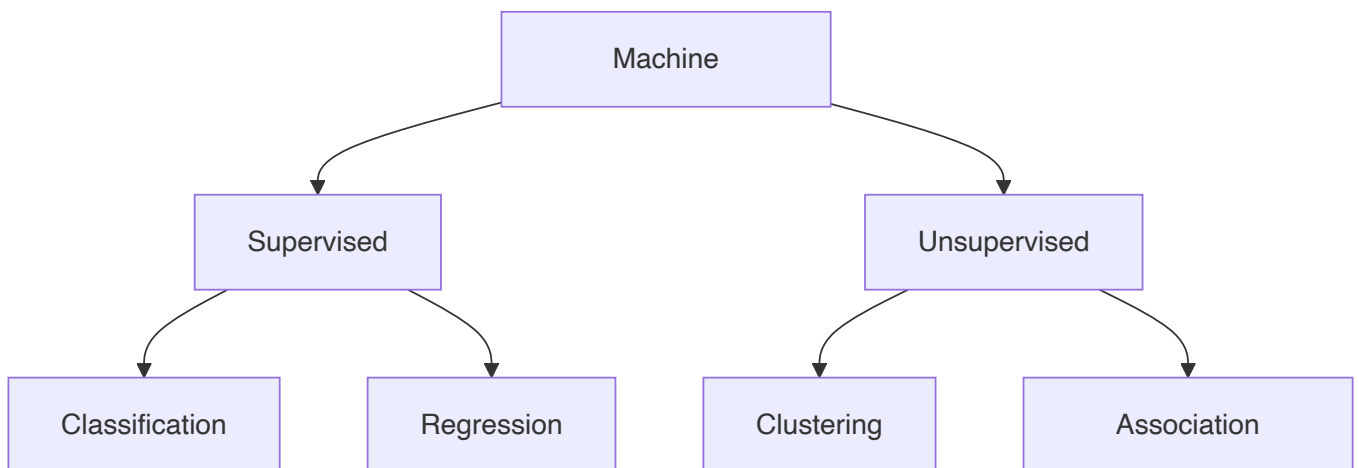 Machine
Supervised
Unsupervised
Classification
Regression
Clustering
Association